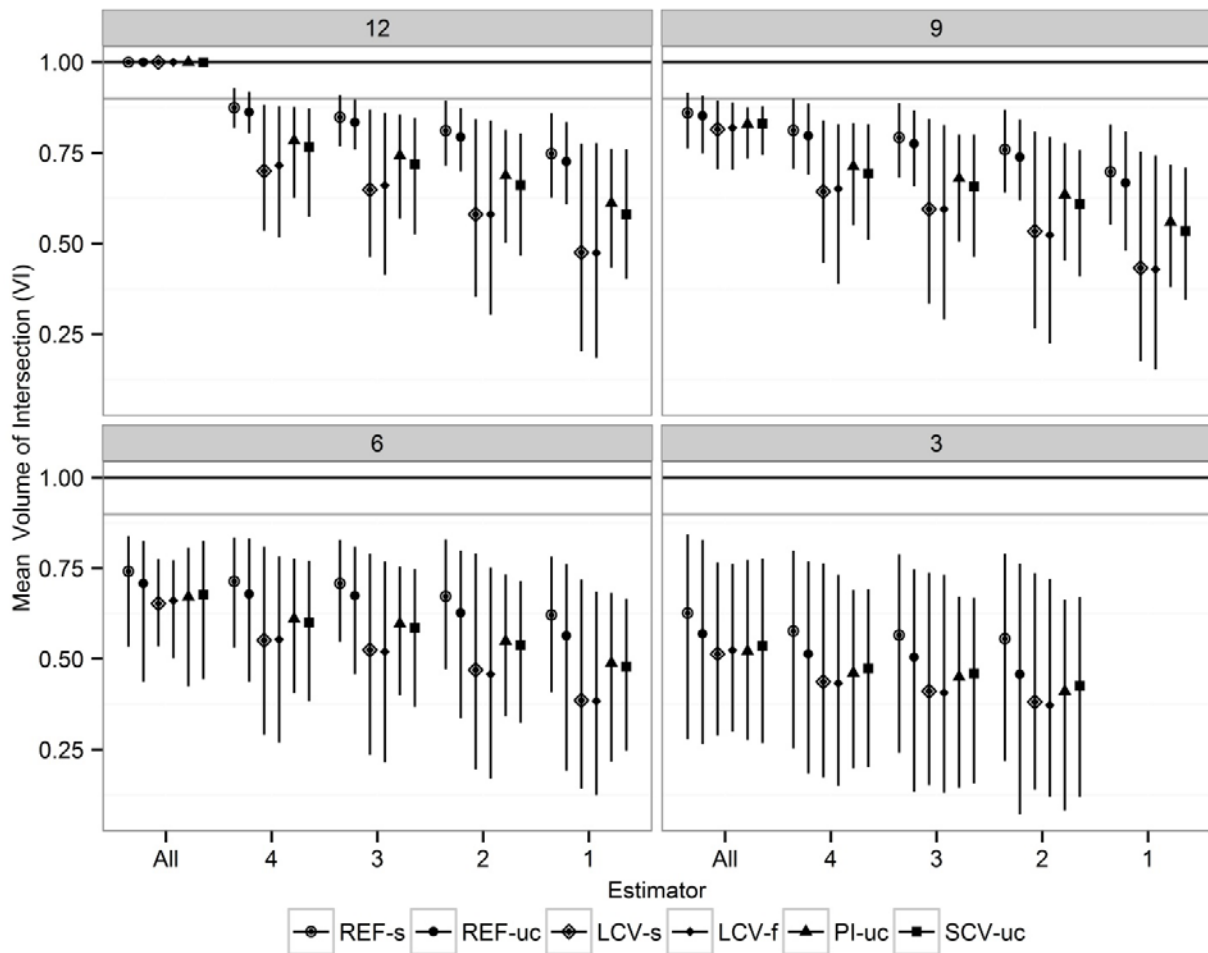 12
9
1.00
0.75
0.50
0.25
Mean Volume of Intersection (VI)
6
3
1.00
0.75
0.50
0.25
All 4 3 2 1
All 4 3 2 1
Estimator
REF-s REF-uc LCV-s LCV-f PI-uc SCV-uc